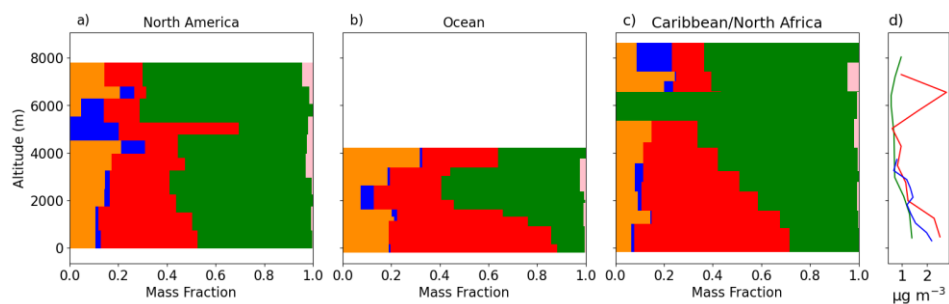 a) North America
b) Ocean
c) Caribbean/North Africa
d)
Altitude (m)
8000
6000
4000
2000
0
0.0 0.2 0.4 0.6 0.8 1.0
Mass Fraction
0.0 0.2 0.4 0.6 0.8 1.0
Mass Fraction
0.0 0.2 0.4 0.6 0.8 1.0
Mass Fraction
1 2
μg m⁻³